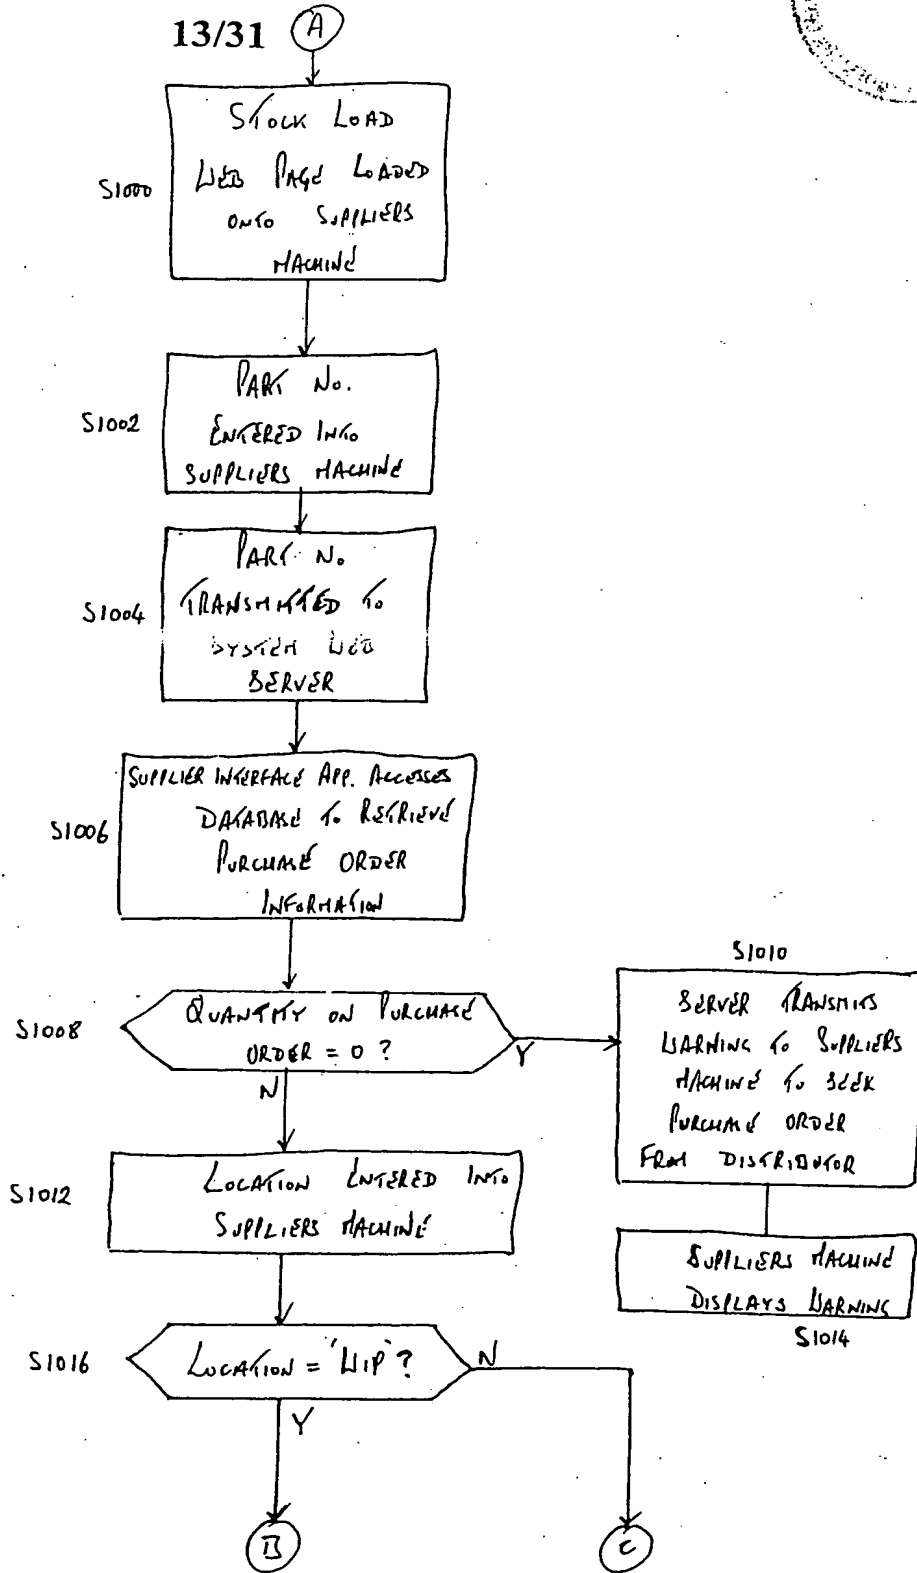 13/31 A
S1000
STOCK LOAD
WEB PAGE LOADED
ONTO SUPPLIERS
MACHINE
S1002
PART NO.
ENTERED INTO
SUPPLIERS MACHINE
S1004
PART NO
TRANSMITTED TO
SYSTEM WEB
SERVER
S1006
SUPPLIER INTERFACE APP. ACCESSES
DATABASE TO RETRIEVE
PURCHASE ORDER
INFORMATION
S1008
QUANTITY ON PURCHASE
ORDER = 0 ?
Y
N
S1010
SERVER TRANSMITS
WARNING TO SUPPLIERS
MACHINE TO SEEK
PURCHASE ORDER
FROM DISTRIBUTOR
S1012
LOCATION ENTERED INTO
SUPPLIERS MACHINE
SUPPLIERS MACHINE
DISPLAYS WARNING
S1014
S1016
LOCATION = 'WIP' ?
N
Y
B
C